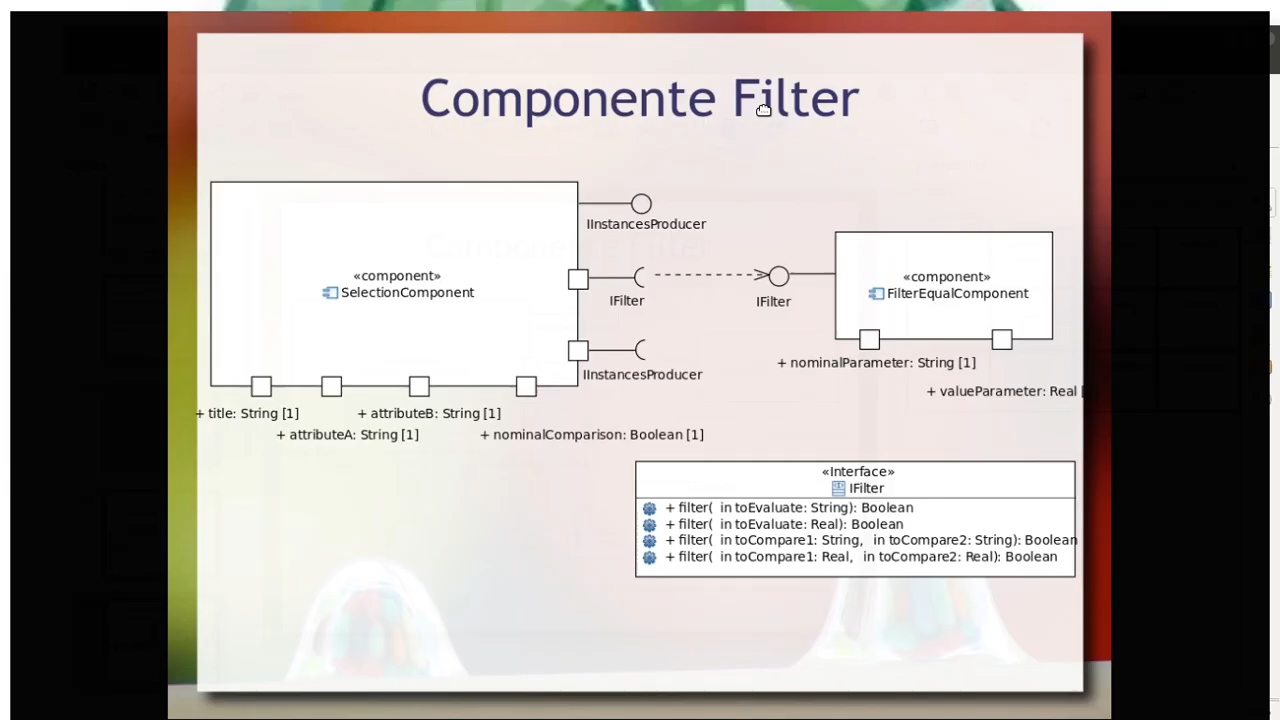 Componente Filter
IInstancesProducer
«component»
SelectionComponent
IFilter
IFilter
«component»
FilterEqualComponent
IInstancesProducer
+ nominalParameter: String [1]
+ valueParameter: Real [
+ title: String [1]
+ attributeB: String [1]
+ attributeA: String [1]
+ nominalComparison: Boolean [1]
«Interface»
IFilter
+ filter( in toEvaluate: String): Boolean
+ filter( in toEvaluate: Real): Boolean
+ filter( in toCompare1: String, in toCompare2: String): Boolean
+ filter( in toCompare1: Real, in toCompare2: Real): Boolean